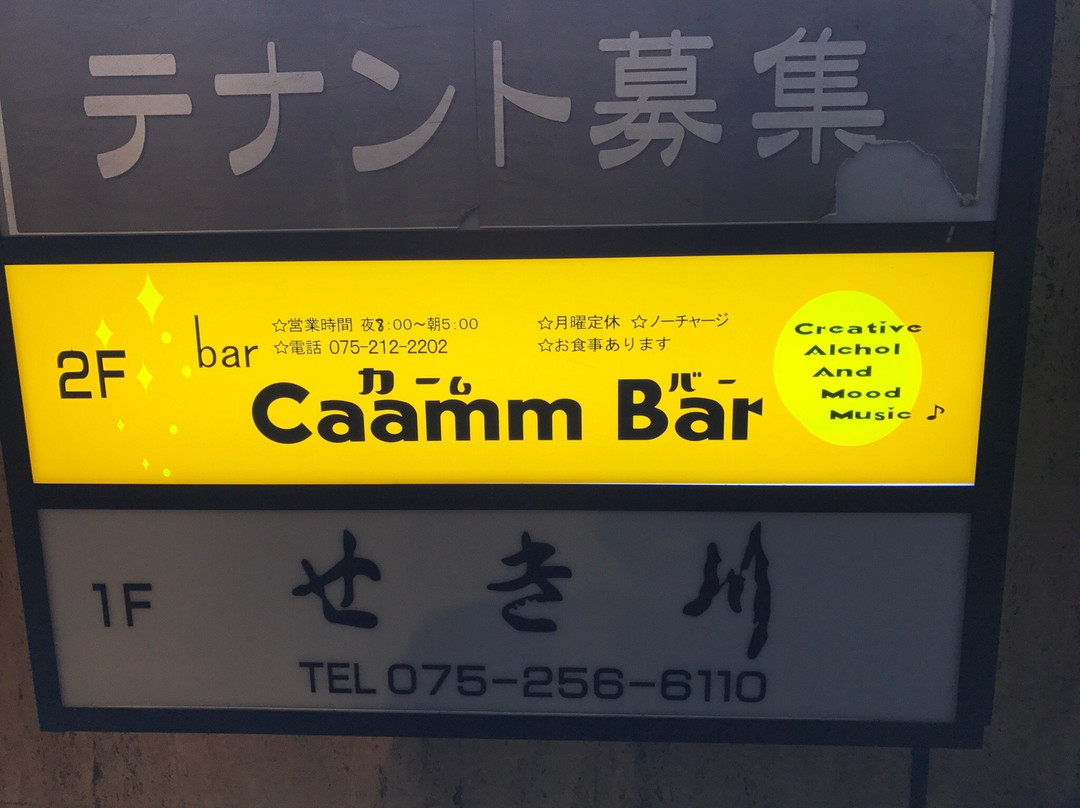 テナント募集
2F
bar
☆営業時間 夜8:00〜朝5:00
☆電話 075-212-2202
☆月曜定休 ☆ノーチャージ
☆お食事あります
カーム バー
Caamm Bar
Creative
Alchol
And
Mood
Music ♪
1F
せき川
TEL 075-256-6110